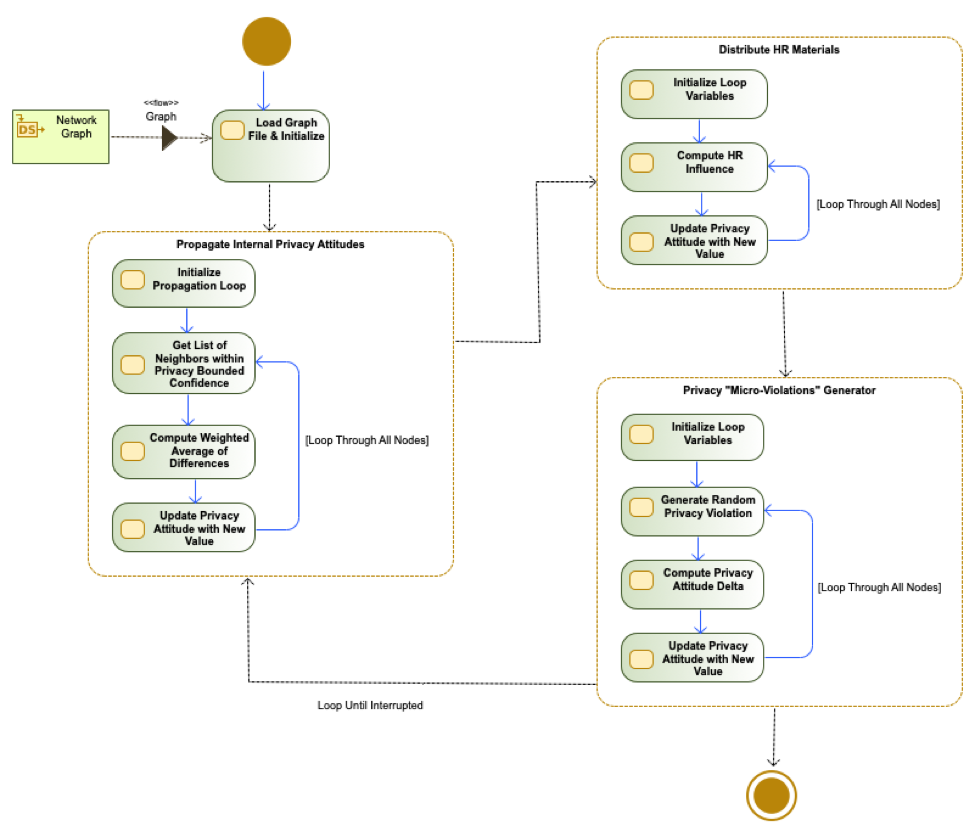 <<flow>>
Graph
DS
Network
Graph
Load Graph
File & Initialize
Propagate Internal Privacy Attitudes
Initialize
Propagation Loop
Get List of
Neighbors within
Privacy Bounded
Confidence
[Loop Through All Nodes]
Compute Weighted
Average of
Differences
Update Privacy
Attitude with New
Value
Distribute HR Materials
Initialize Loop
Variables
Compute HR
Influence
[Loop Through All Nodes]
Update Privacy
Attitude with New
Value
Privacy "Micro-Violations" Generator
Initialize Loop
Variables
Generate Random
Privacy Violation
Compute Privacy
Attitude Delta
[Loop Through All Nodes]
Update Privacy
Attitude with New
Value
Loop Until Interrupted